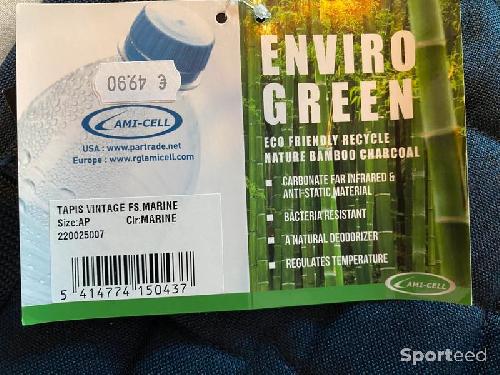 € 49.90
AMI-CELL
USA : www.partrade.net
Europe : www.rglamicell.com
TAPIS VINTAGE FS.MARINE
Size:AP Clr:MARINE
220025007
5 414774 150437
ENVIRO
GREEN
ECO FRIENDLY RECYCLE
NATURE BAMBOO CHARCOAL
CARBONATE FAR INFRARED &
ANTI-STATIC MATERIAL
BACTERIA RESISTANT
A NATURAL DEODORIZER
REGULATES TEMPERATURE
AMI-CELL
Sporteed